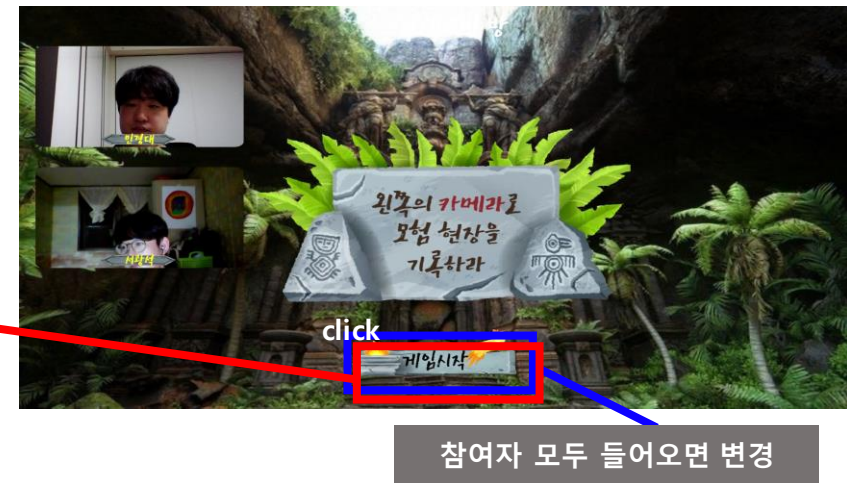 왼쪽의 카메라로
모험 현장을
기록하라
click
게임시작
참여자 모두 들어오면 변경